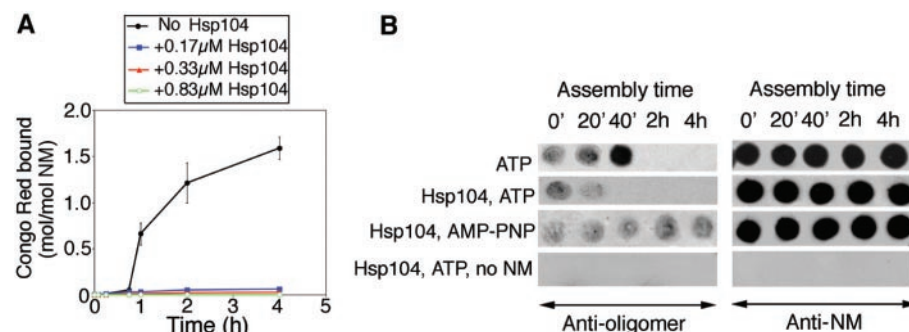 A
No Hsp104
+0.17μM Hsp104
+0.33μM Hsp104
+0.83μM Hsp104
Congo Red bound
(mol/mol NM)
2.0
1.5
1.0
0.5
0
0 1 2 3 4 5
Time (h)
B
Assembly time Assembly time
0' 20' 40' 2h 4h 0' 20' 40' 2h 4h
ATP
Hsp104, ATP
Hsp104, AMP-PNP
Hsp104, ATP, no NM
Anti-oligomer Anti-NM